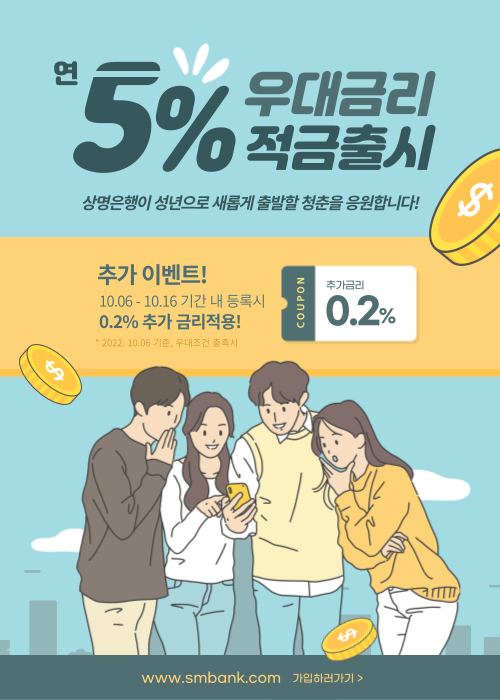 연 5% 우대금리
적금출시
상명은행이 성년으로 새롭게 출발할 청춘을 응원합니다!
추가 이벤트!
10.06 - 10.16 기간 내 등록시
0.2% 추가 금리적용!
* 2022. 10.06 기준, 우대조건 충족시
COUPON
추가금리
0.2%
www.smbank.com 가입하러가기 >